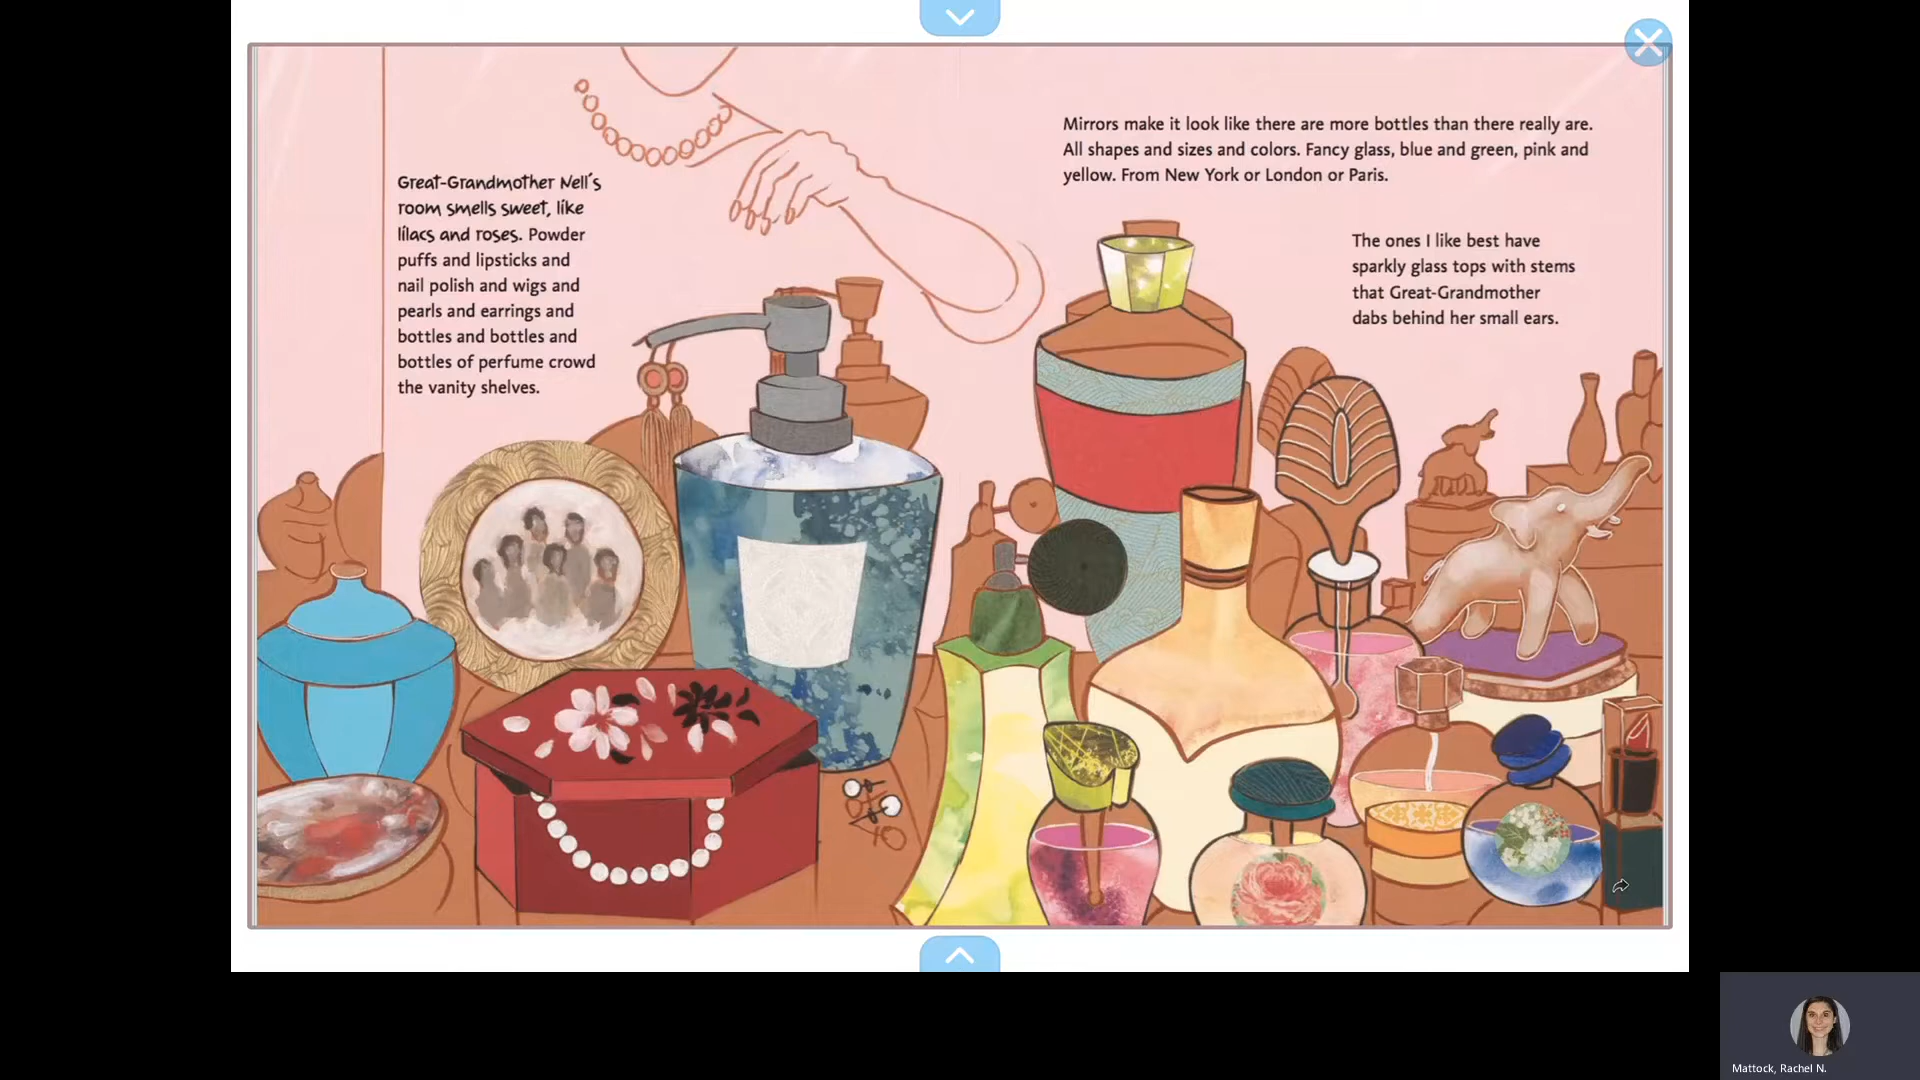 Great-Grandmother Nell's
room smells sweet, like
lilacs and roses. Powder
puffs and lipsticks and
nail polish and wigs and
pearls and earrings and
bottles and bottles and
bottles of perfume crowd
the vanity shelves.
Mirrors make it look like there are more bottles than there really are.
All shapes and sizes and colors. Fancy glass, blue and green, pink and
yellow. From New York or London or Paris.
The ones I like best have
sparkly glass tops with stems
that Great-Grandmother
dabs behind her small ears.
Mattock, Rachel N.